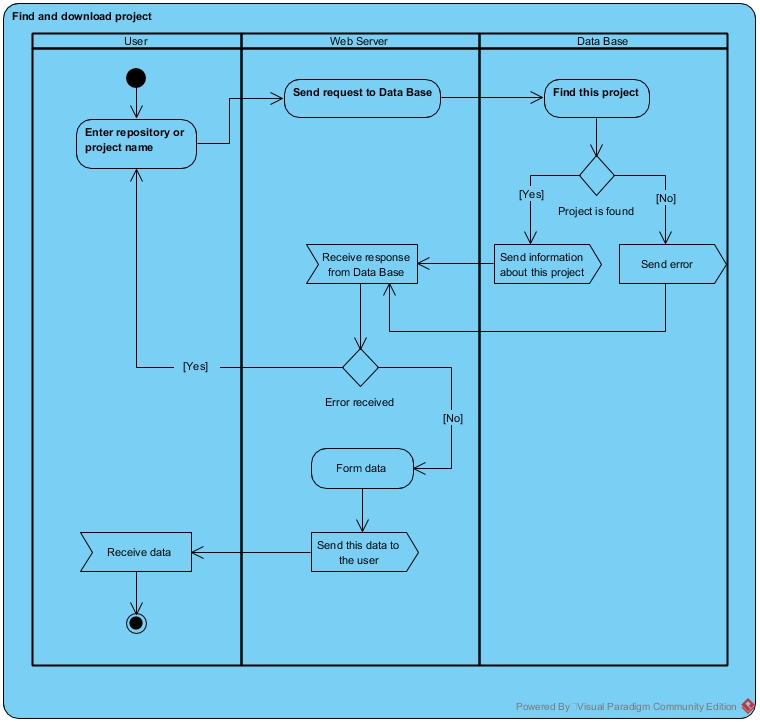 Find and download project
User
Web Server
Data Base
Enter repository or
project name
Send request to Data Base
Find this project
[Yes]
[No]
Project is found
Receive response
from Data Base
Send information
about this project
Send error
[Yes]
Error received
[No]
Form data
Receive data
Send this data to
the user
Powered By Visual Paradigm Community Edition